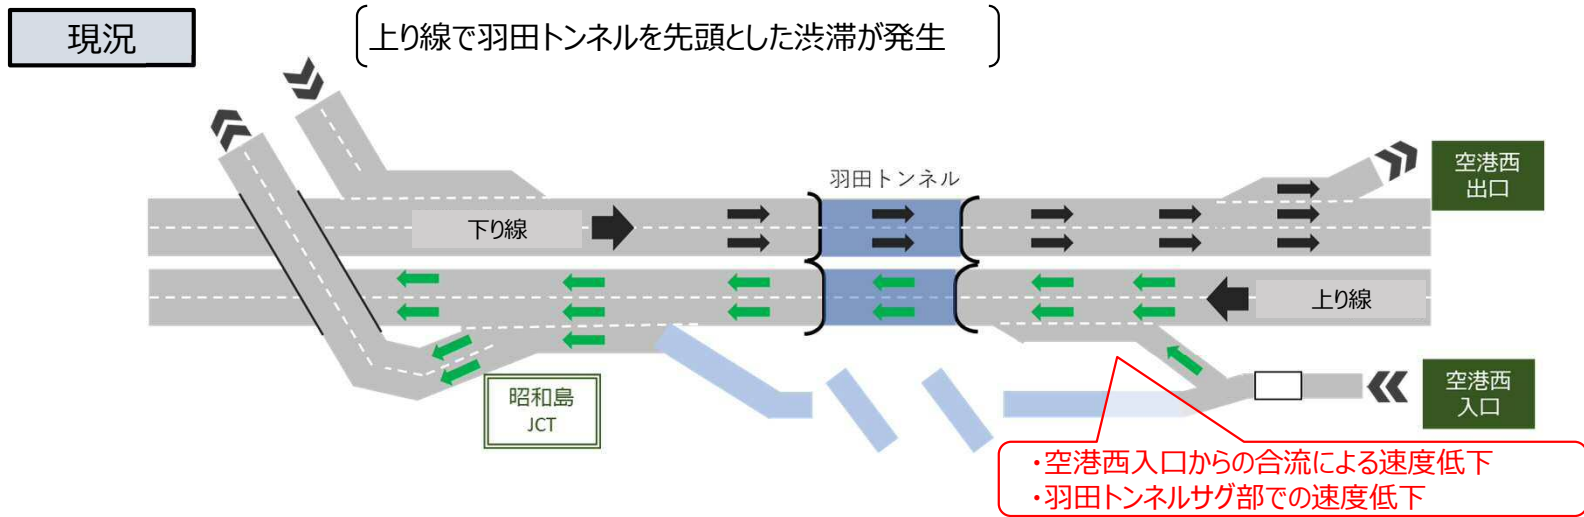 現況
上り線で羽田トンネルを先頭とした渋滞が発生
羽田トンネル
空港西
出口
下り線
上り線
昭和島
JCT
空港西
入口
・空港西入口からの合流による速度低下
・羽田トンネルサグ部での速度低下